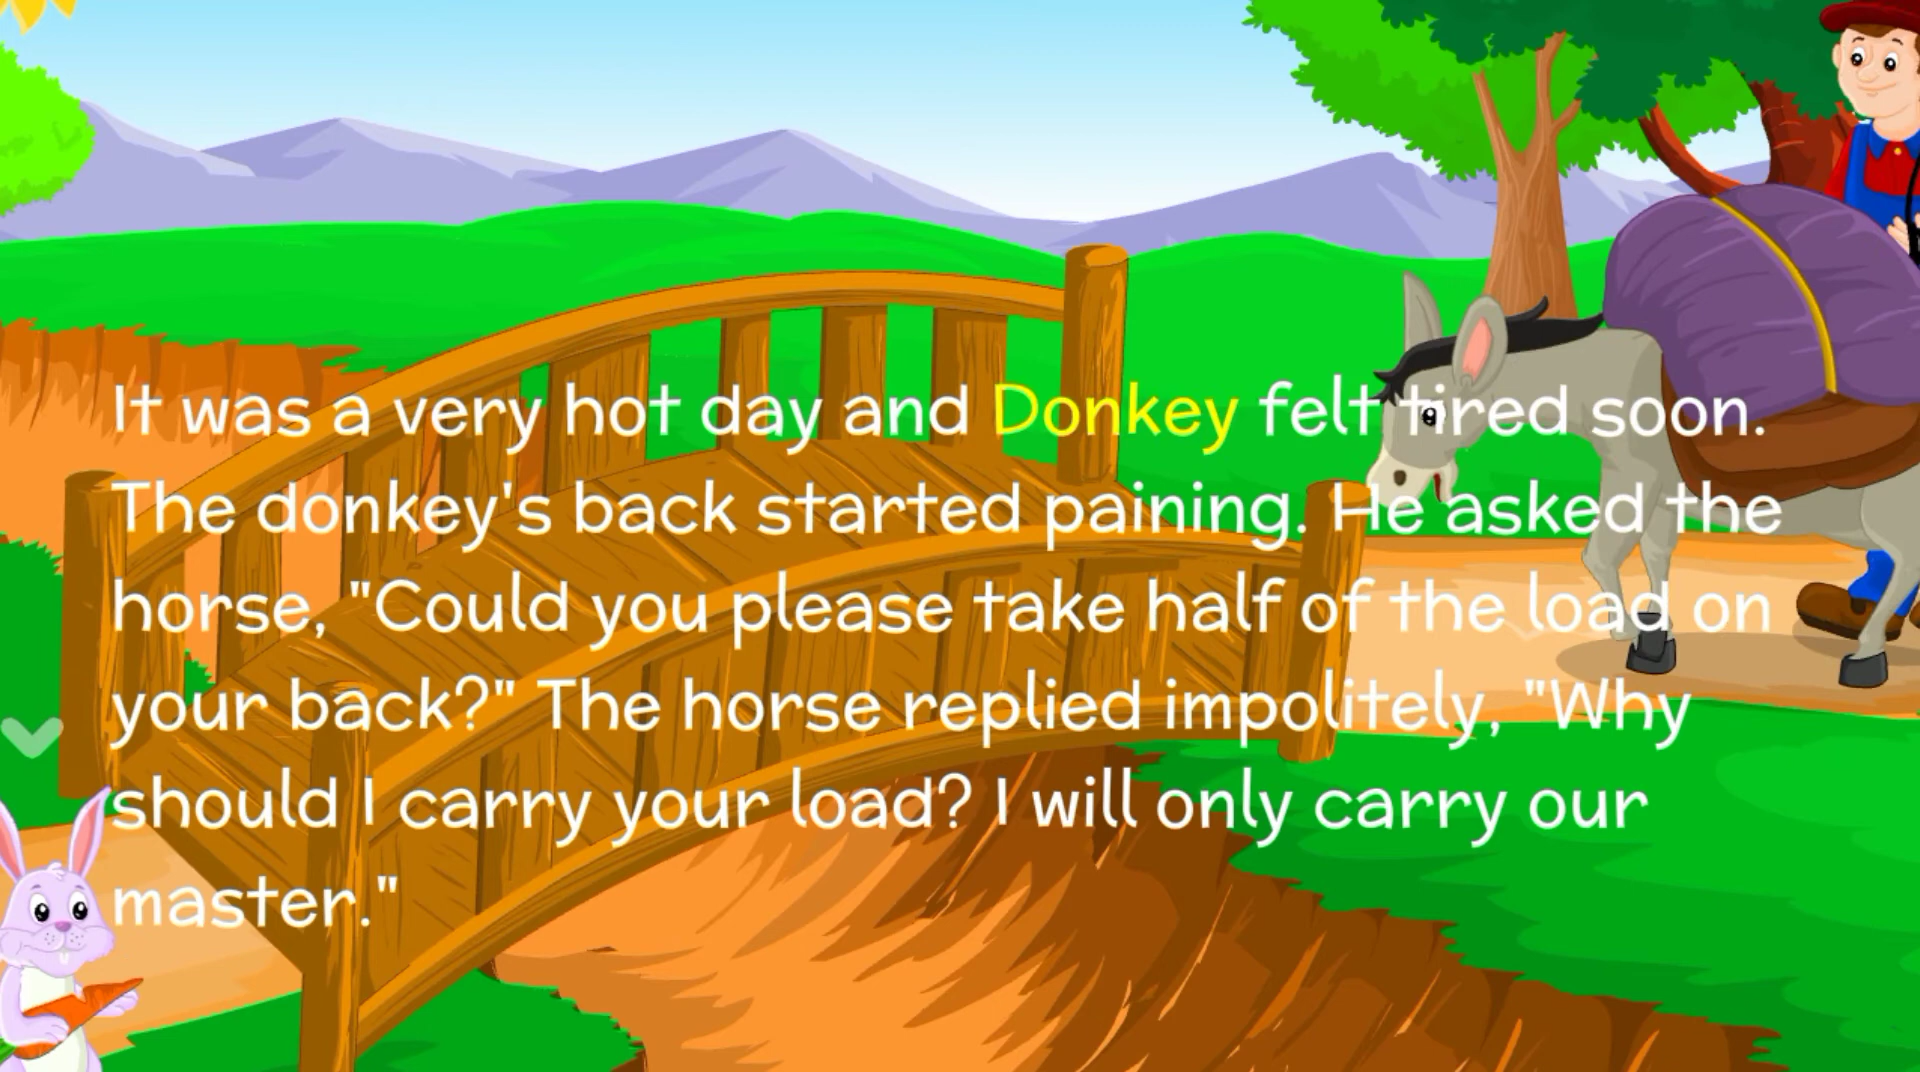 It was a very hot day and Donkey felt tired soon.
The donkey's back started paining. He asked the
horse, "Could you please take half of the load on
your back?" The horse replied impolitely, "Why
should I carry your load? I will only carry our
master."